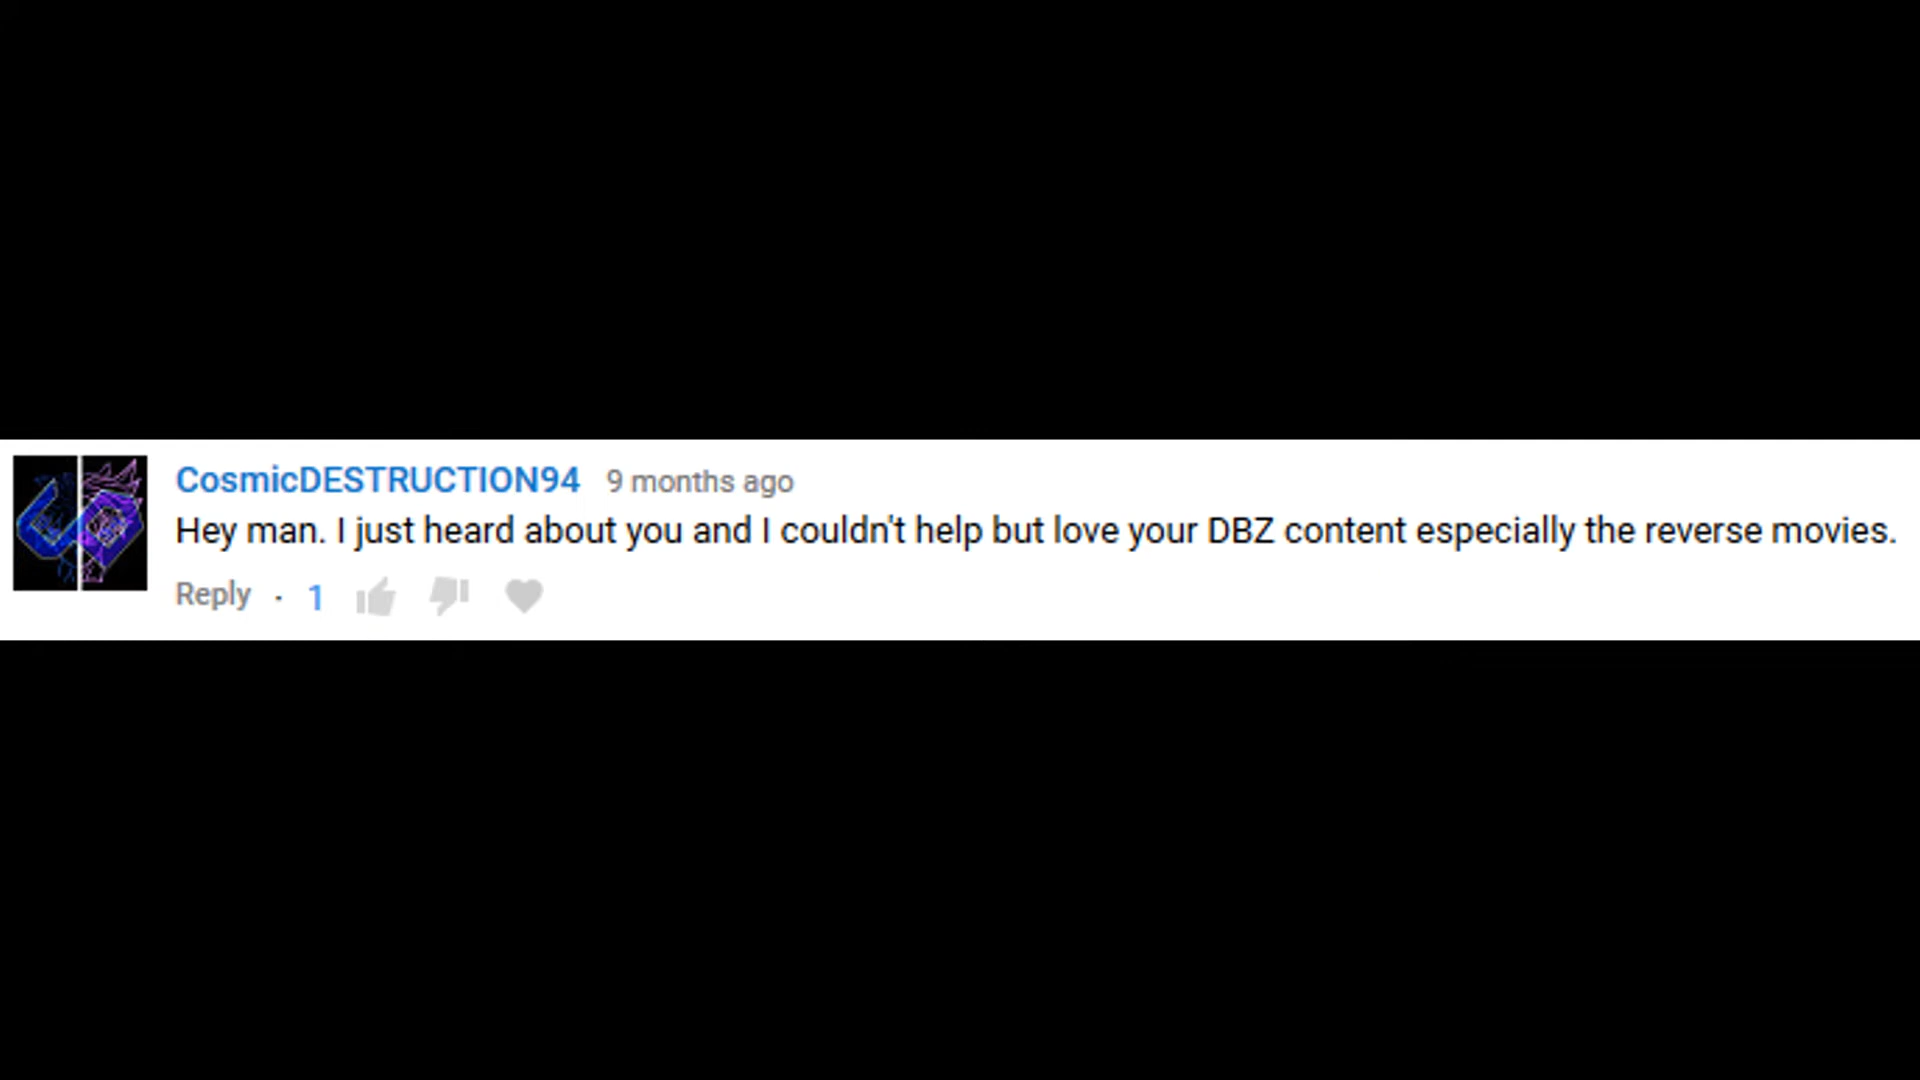 CosmicDESTRUCTION94 9 months ago
Hey man. I just heard about you and I couldn't help but love your DBZ content especially the reverse movies.
Reply · 1